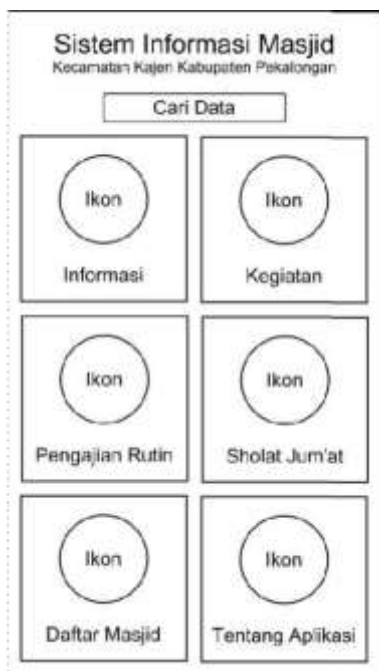 Sistem Informasi Masjid
Kecamatan Kajen Kabupaten Pekalongan
Cari Data
Ikon
Ikon
Informasi
Kegiatan
Ikon
Ikon
Pengajian Rutin
Sholat Jum'at
Ikon
Ikon
Daftar Masjid
Tentang Aplikasi